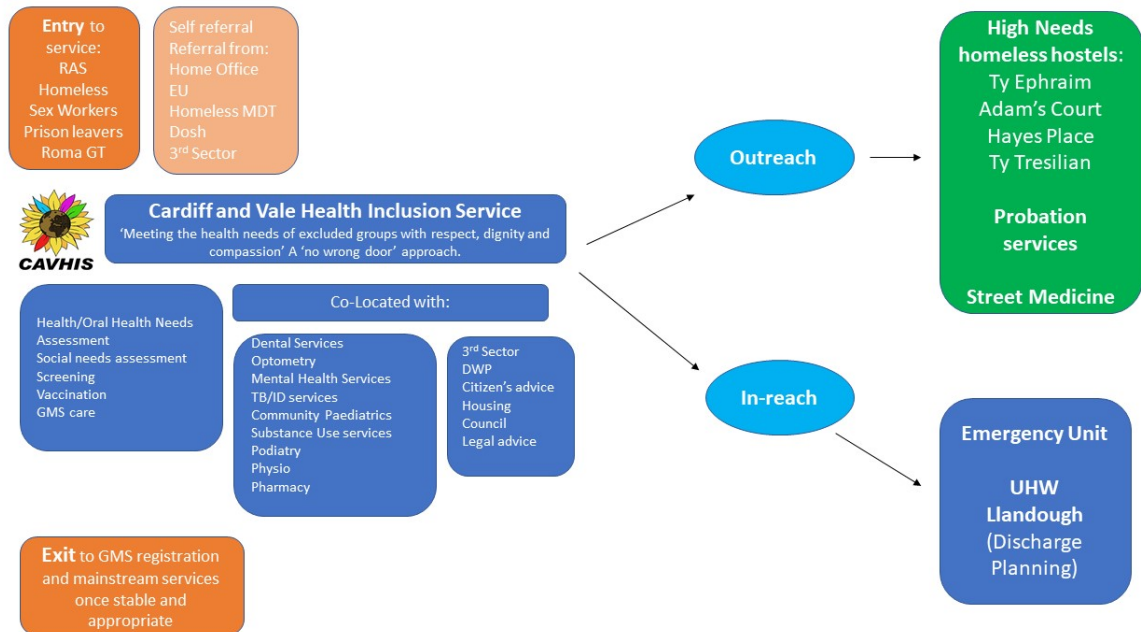 Entry to
service:
RAS
Homeless
Sex Workers
Prison leavers
Roma GT
Self referral
Referral from:
Home Office
EU
Homeless MDT
Dosh
3rd Sector
CAVHIS
Cardiff and Vale Health Inclusion Service
‘Meeting the health needs of excluded groups with respect, dignity and
compassion’ A ‘no wrong door’ approach.
Health/Oral Health Needs
Assessment
Social needs assessment
Screening
Vaccination
GMS care
Co-Located with:
Dental Services
Optometry
Mental Health Services
TB/ID services
Community Paediatrics
Substance Use services
Podiatry
Physio
Pharmacy
3rd Sector
DWP
Citizen’s advice
Housing
Council
Legal advice
Exit to GMS registration
and mainstream services
once stable and
appropriate
Outreach
High Needs
homeless hostels:
Ty Ephraim
Adam’s Court
Hayes Place
Ty Tresilian
Probation
services
Street Medicine
In-reach
Emergency Unit
UHW
Llandough
(Discharge
Planning)